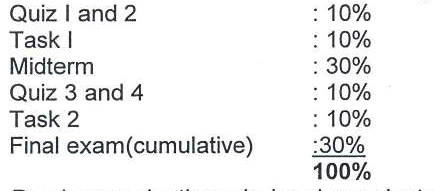 Quiz I and 2 : 10%
Task I : 10%
Midterm : 30%
Quiz 3 and 4 : 10%
Task 2 : 10%
Final exam(cumulative) :30%
100%